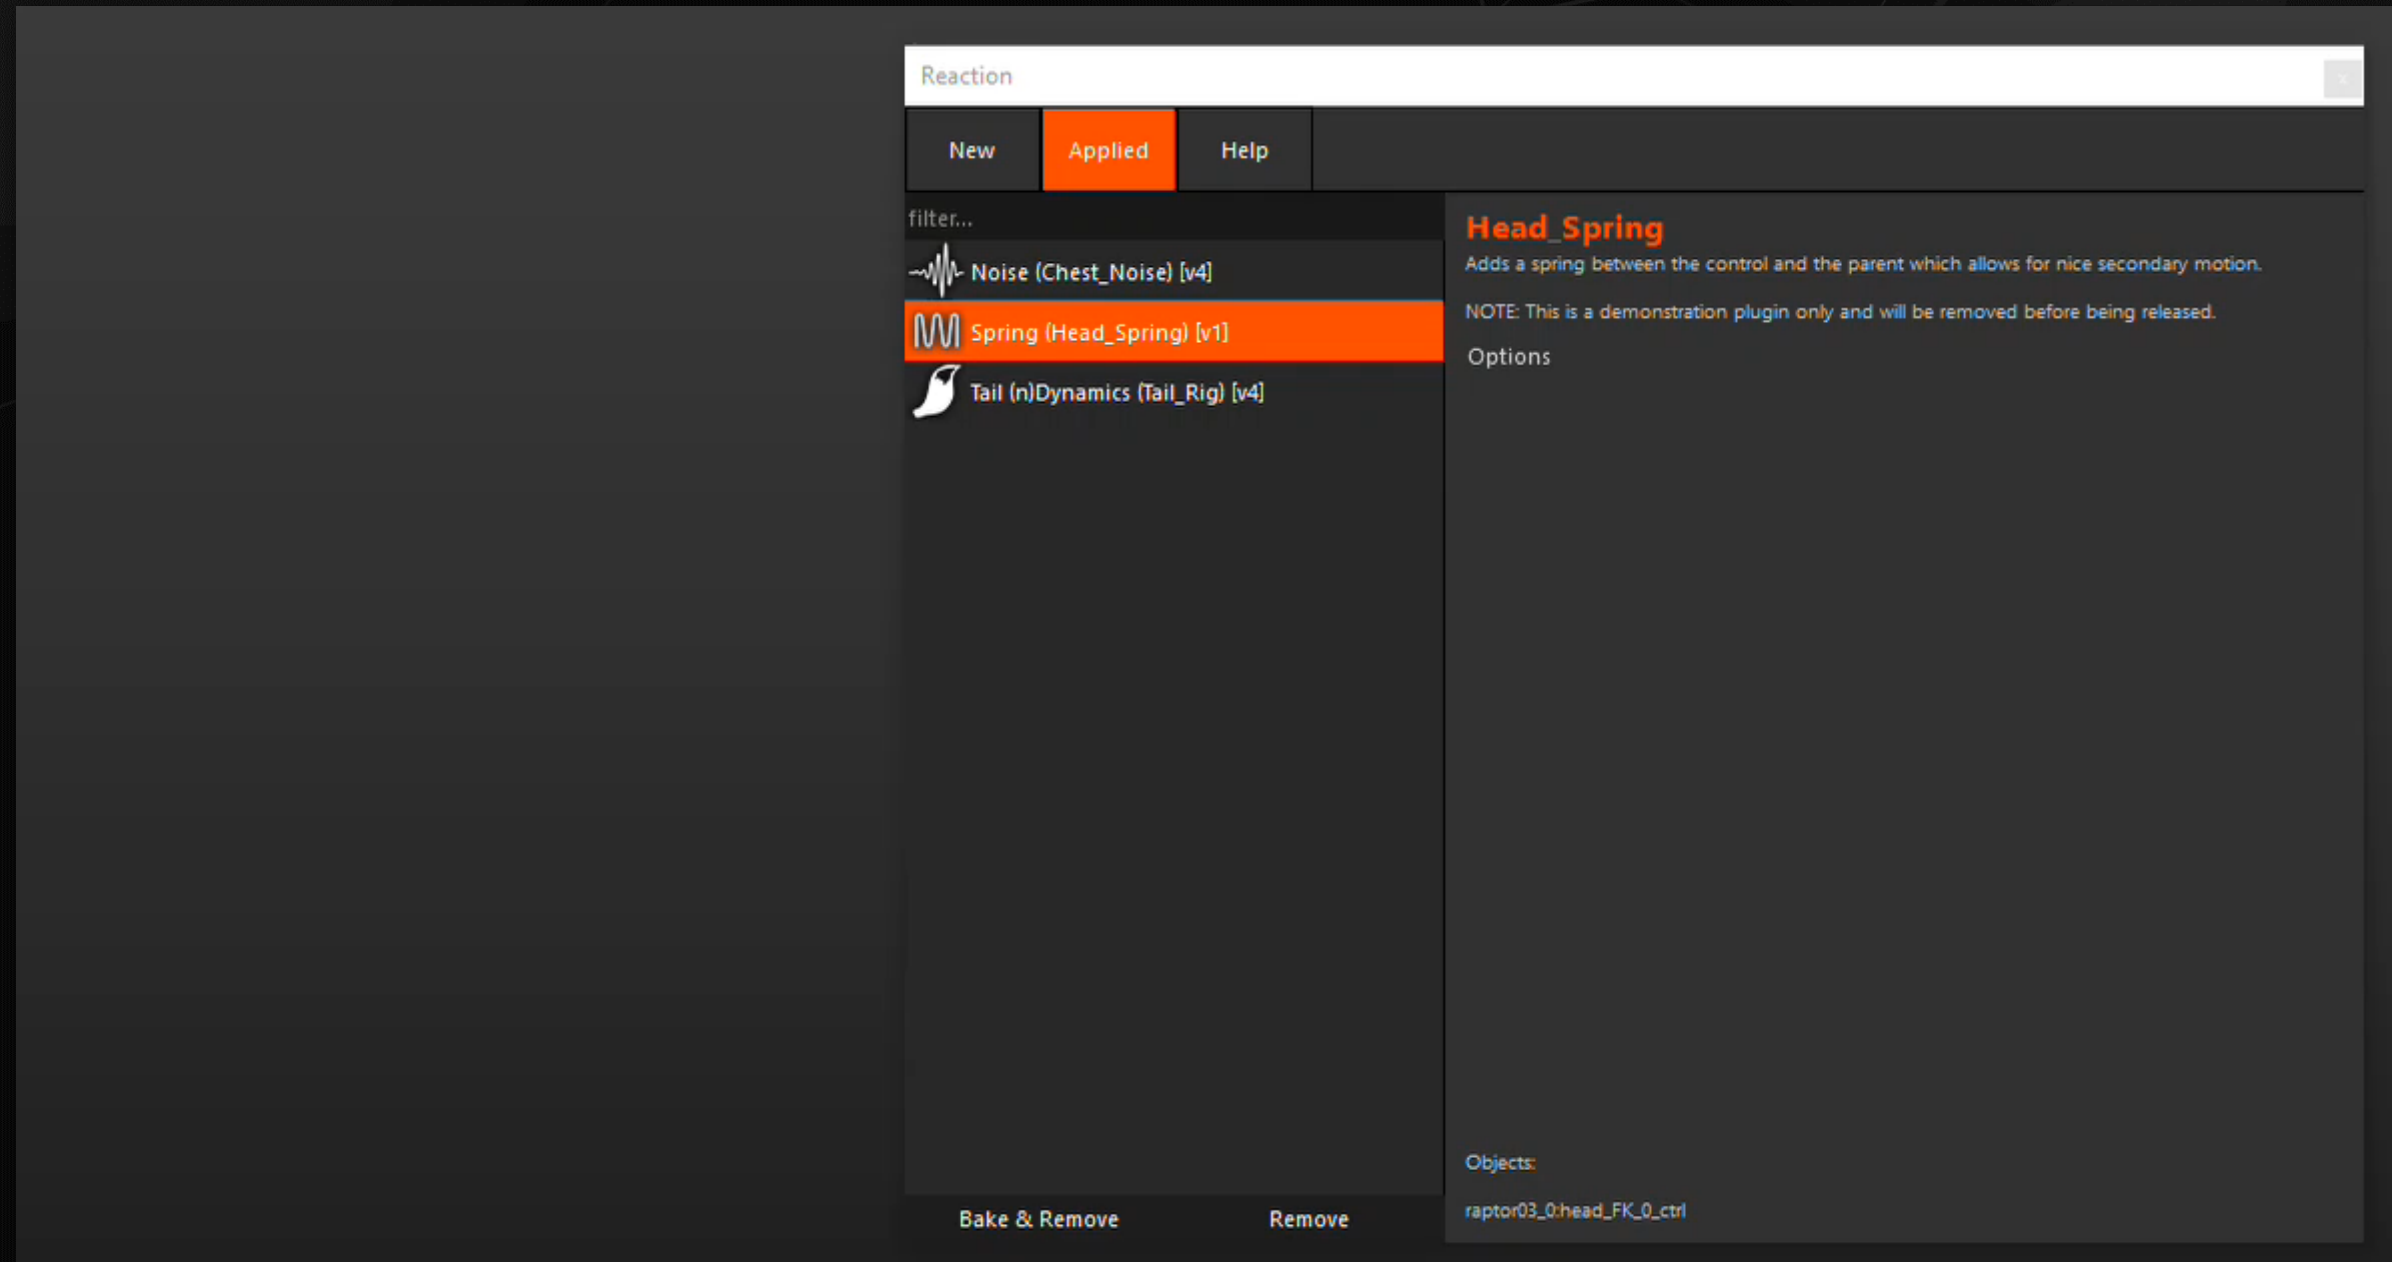 Reaction
New
Applied
Help
filter...
Noise (Chest_Noise) [v4]
Spring (Head_Spring) [v1]
Tail (n)Dynamics (Tail_Rig) [v4]
Bake & Remove
Remove
Head_Spring
Adds a spring between the control and the parent which allows for nice secondary motion.
NOTE: This is a demonstration plugin only and will be removed before being released.
Options
Objects:
raptor03_0:head_FK_0_ctrl